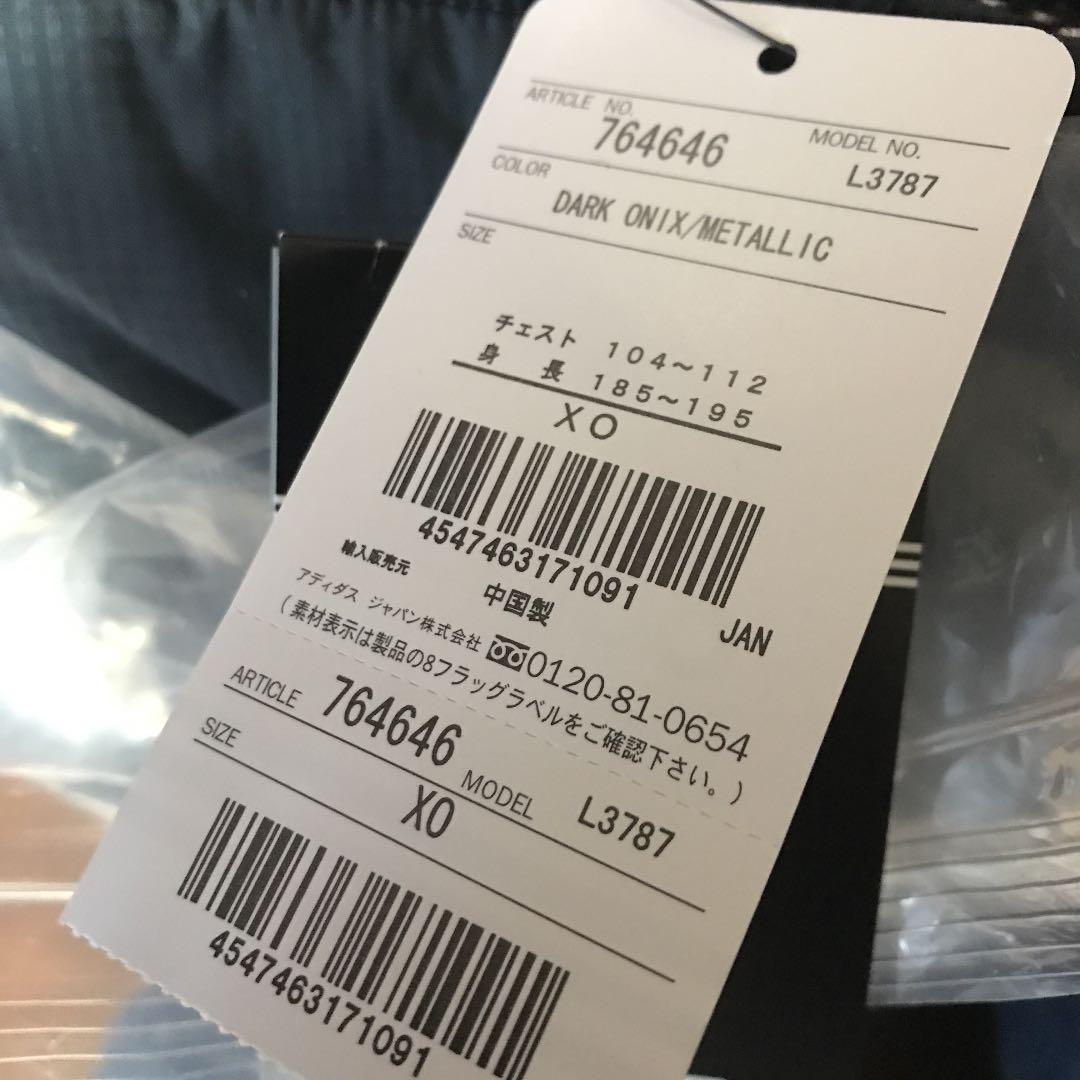 ARTICLE NO. MODEL NO.
764646 L3787
COLOR
DARK ONIX/METALLIC
SIZE
チェスト 104~112
身 長 185~195
XO
4547463171091
JAN
輸入販売元 中国製
アディダス ジャパン株式会社 0120-81-0654
(素材表示は製品の8フラッグラベルをご確認下さい。)
ARTICLE 764646 MODEL L3787
SIZE XO
4547463171091